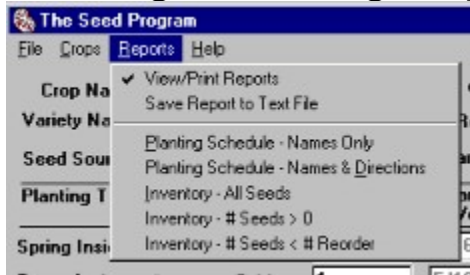 The Seed Program
File Crops Reports Help
✔ View/Print Reports
Save Report to Text File
Planting Schedule - Names Only
Planting Schedule - Names & Directions
Inventory - All Seeds
Inventory - # Seeds > 0
Inventory - # Seeds < # Reorder
Crop Na
Variety Na
Seed Sour
Planting T
Spring Insi